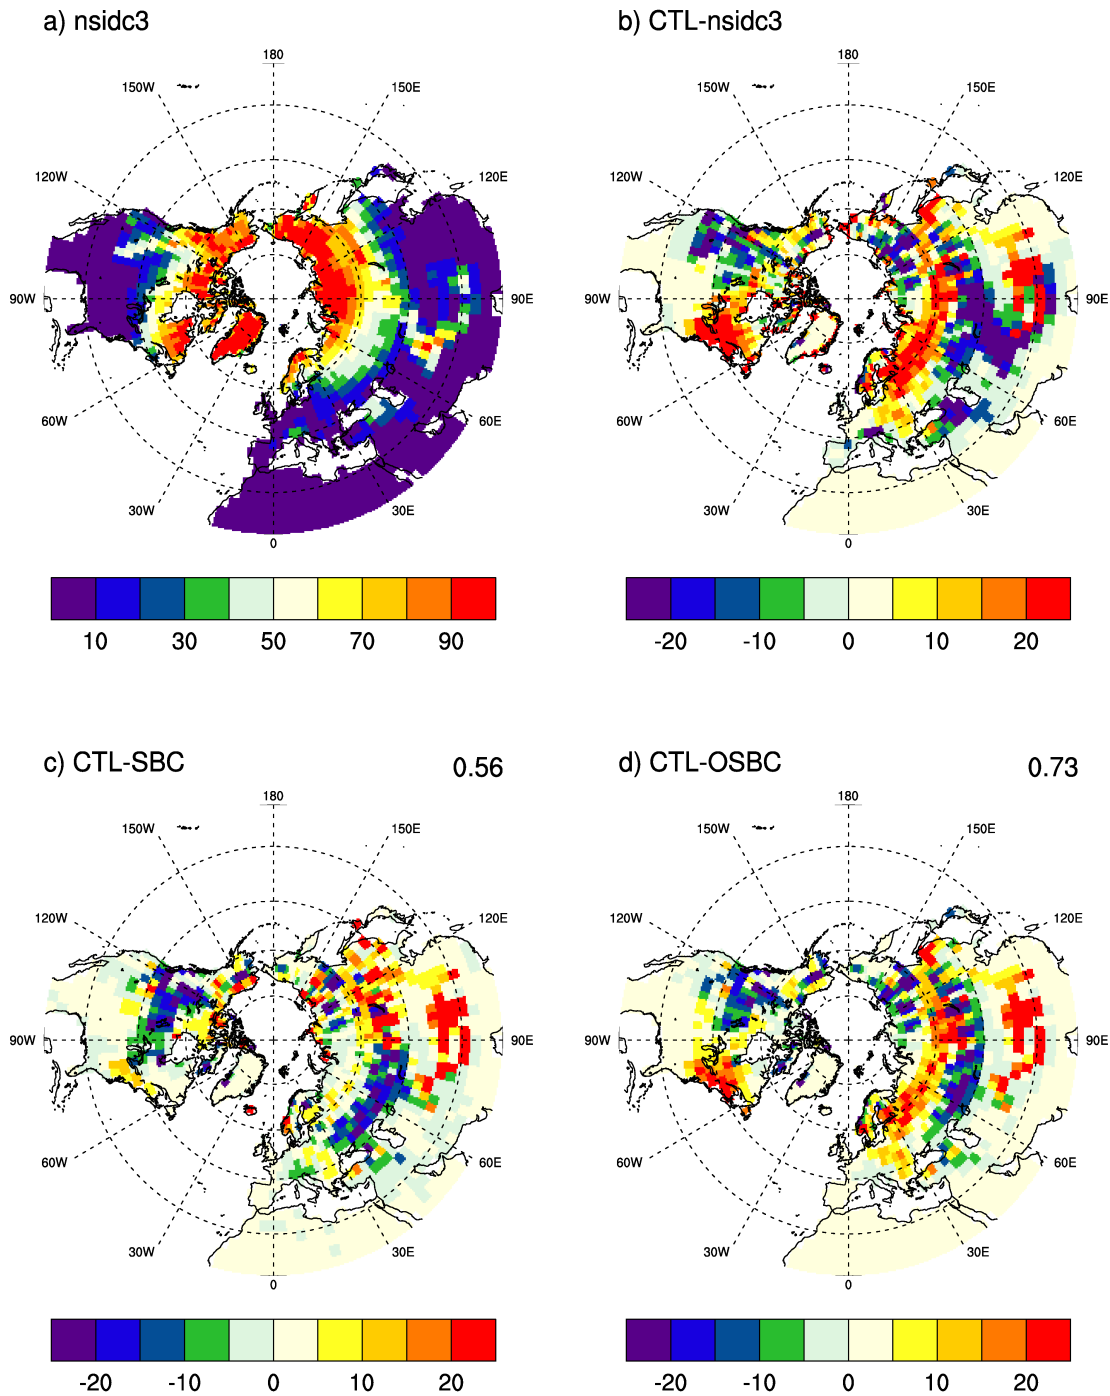 a) nsidc3
b) CTL-nsidc3
180
180
150W
150E
150W
150E
120W
120E
120W
120E
90W
90E
90W
90E
60W
60E
60W
60E
30W
30E
30W
30E
0
0
10 30 50 70 90
-20 -10 0 10 20
c) CTL-SBC 0.56
d) CTL-OSBC 0.73
180
180
150W
150E
150W
150E
120W
120E
120W
120E
90W
90E
90W
90E
60W
60E
60W
60E
30W
30E
30W
30E
0
0
-20 -10 0 10 20
-20 -10 0 10 20